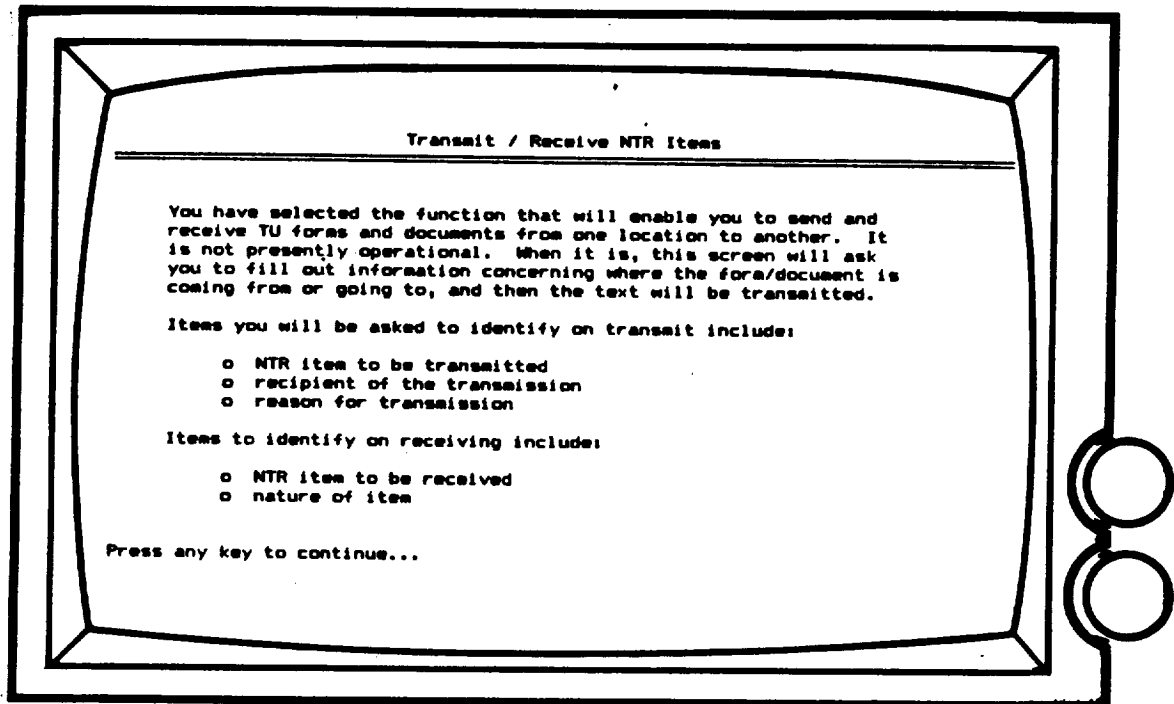 Transmit / Receive NTR Items
You have selected the function that will enable you to send and
receive TU forms and documents from one location to another. It
is not presently operational. When it is, this screen will ask
you to fill out information concerning where the form/document is
coming from or going to, and then the text will be transmitted.
Items you will be asked to identify on transmit include:
o NTR item to be transmitted
o recipient of the transmission
o reason for transmission
Items to identify on receiving include:
o NTR item to be received
o nature of item
Press any key to continue...